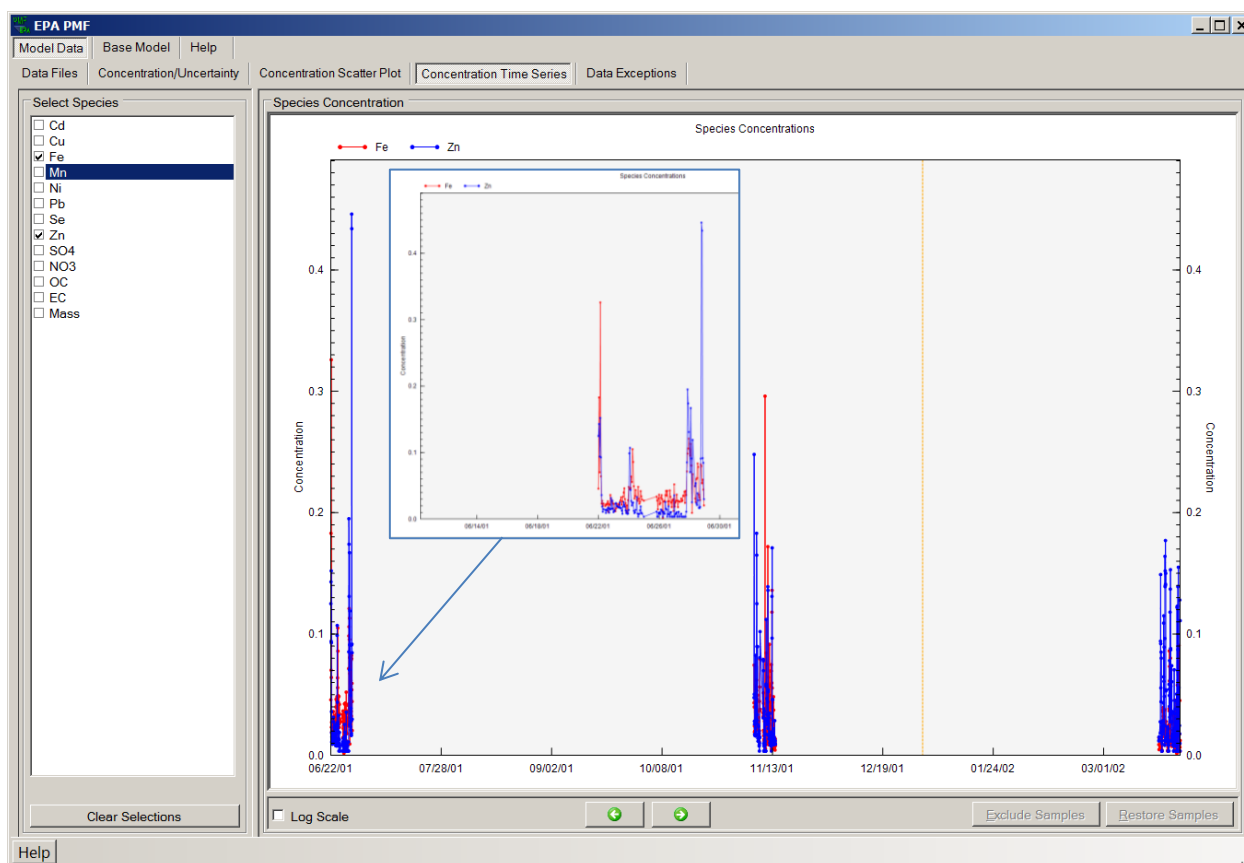 EPA PMF
Model Data Base Model Help
Data Files Concentration/Uncertainty Concentration Scatter Plot Concentration Time Series Data Exceptions
Select Species
Cd
Cu
Fe
Mn
Ni
Pb
Se
Zn
SO4
NO3
OC
EC
Mass
Clear Selections
Species Concentration
Species Concentrations
Fe Zn
0.4
0.3
0.2
0.1
0.0
Concentration
06/22/01 07/28/01 09/02/01 10/08/01 11/13/01 12/19/01 01/24/02 03/01/02
0.4
0.3
0.2
0.1
0.0
Concentration
Species Concentrations
Fe Zn
0.4
0.3
0.2
0.1
0.0
Concentration
06/14/01 06/18/01 06/22/01 06/26/01 06/30/01
Log Scale
Exclude Samples Restore Samples
Help